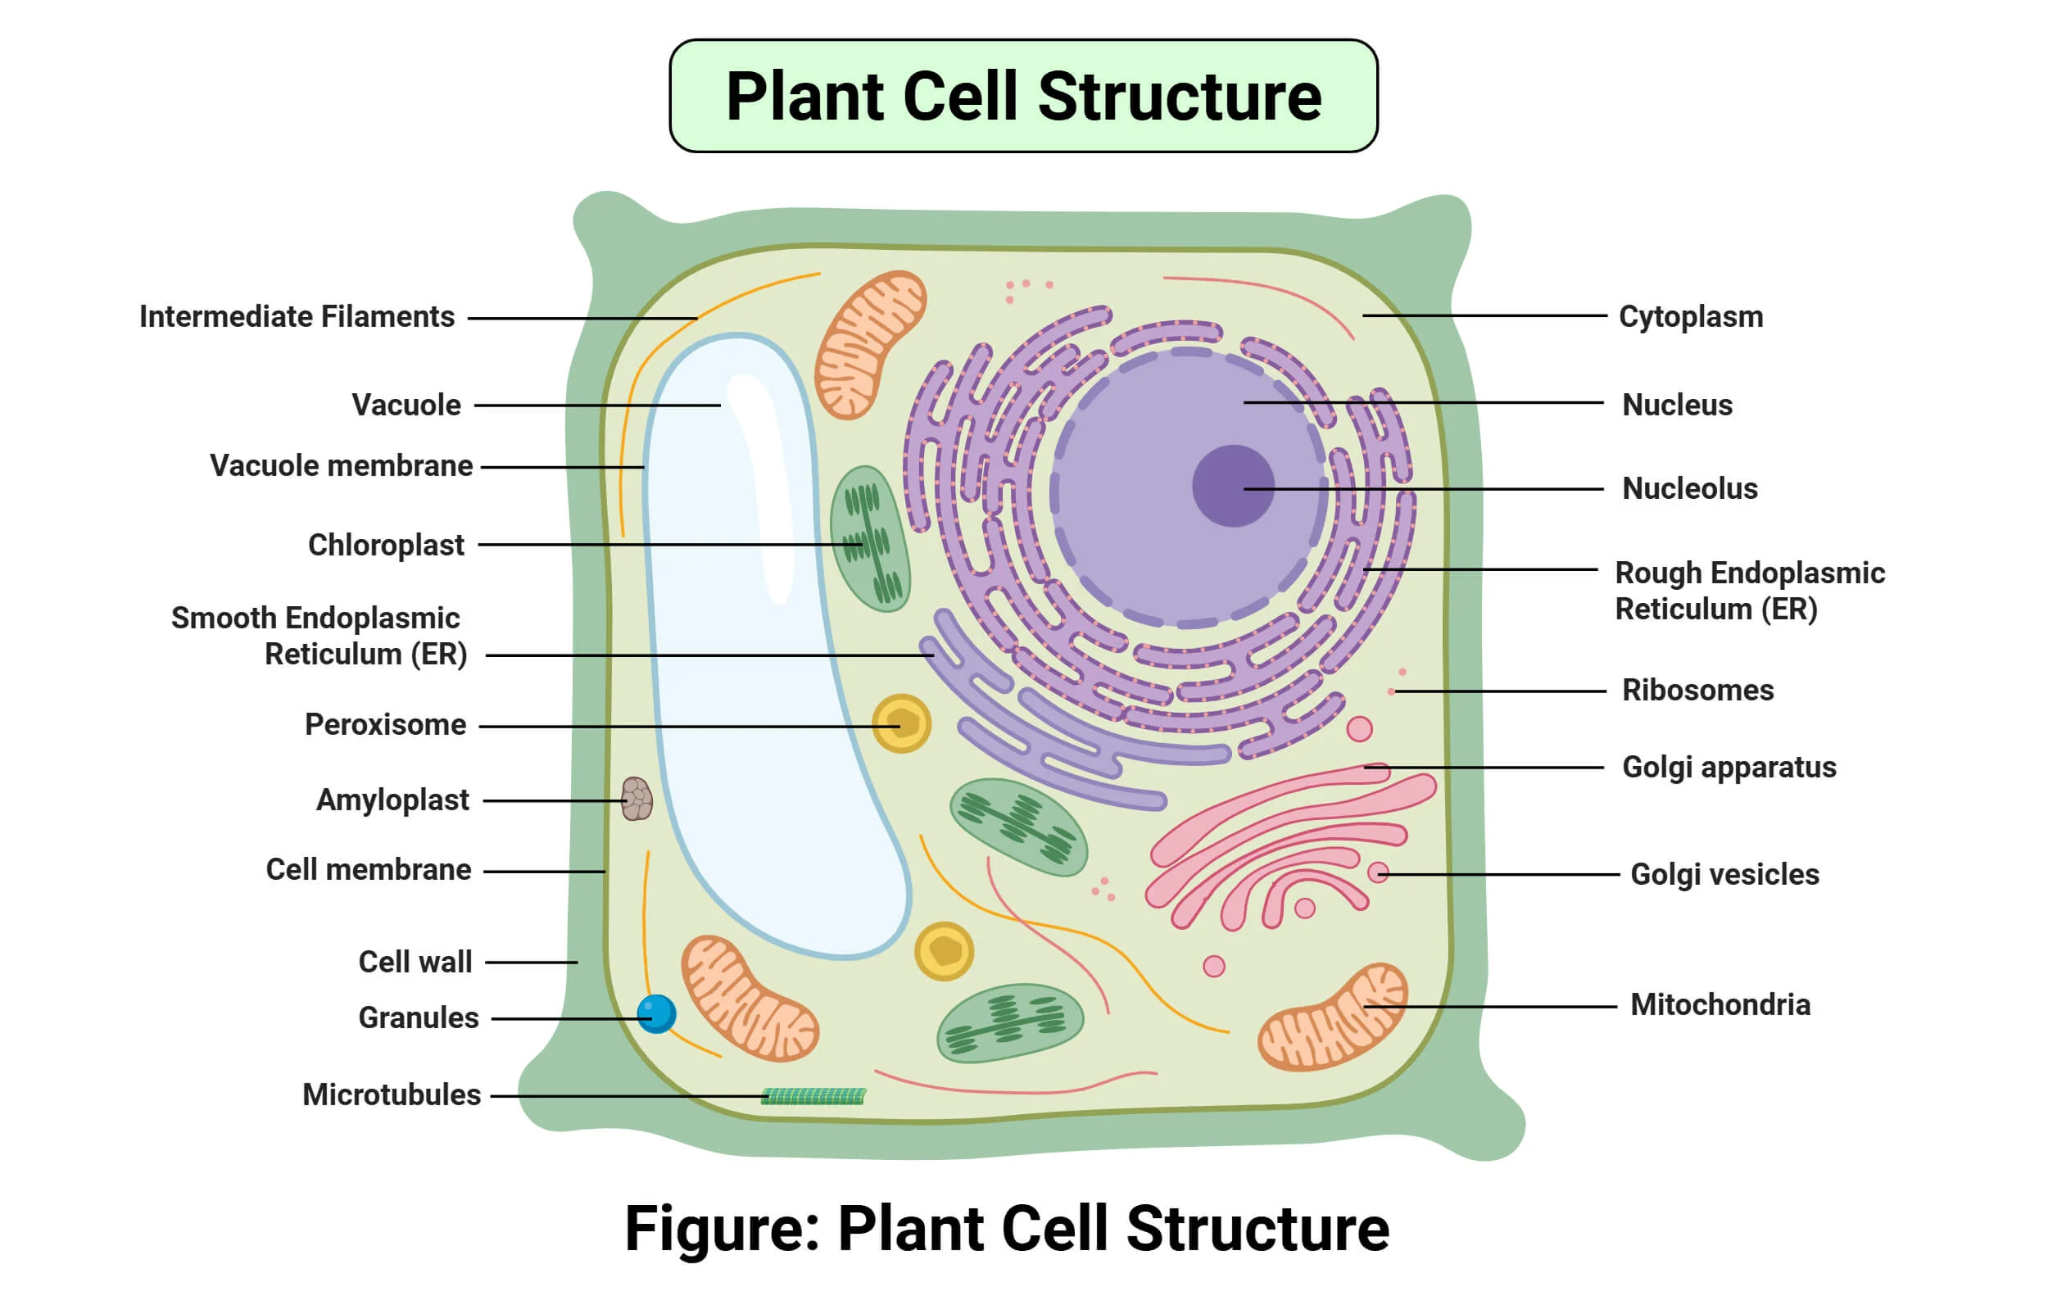 Plant Cell Structure
Intermediate Filaments
Vacuole
Vacuole membrane
Chloroplast
Smooth Endoplasmic
Reticulum (ER)
Peroxisome
Amyloplast
Cell membrane
Cell wall
Granules
Microtubules
Cytoplasm
Nucleus
Nucleolus
Rough Endoplasmic
Reticulum (ER)
Ribosomes
Golgi apparatus
Golgi vesicles
Mitochondria
Figure: Plant Cell Structure